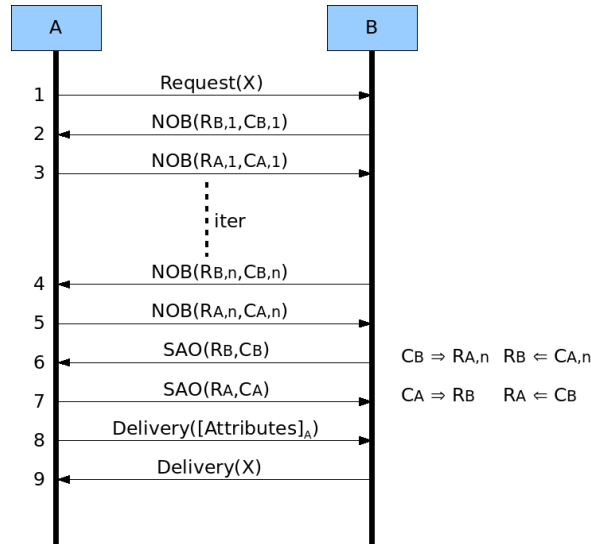 A B
1 Request(X)
2 NOB(RB,1,CB,1)
3 NOB(RA,1,CA,1)
iter
4 NOB(RB,n,CB,n)
5 NOB(RA,n,CA,n)
6 SAO(RB,CB) CB ⇒ RA,n RB ⇐ CA,n
7 SAO(RA,CA) CA ⇒ RB RA ⇐ CB
8 Delivery([Attributes]A)
9 Delivery(X)